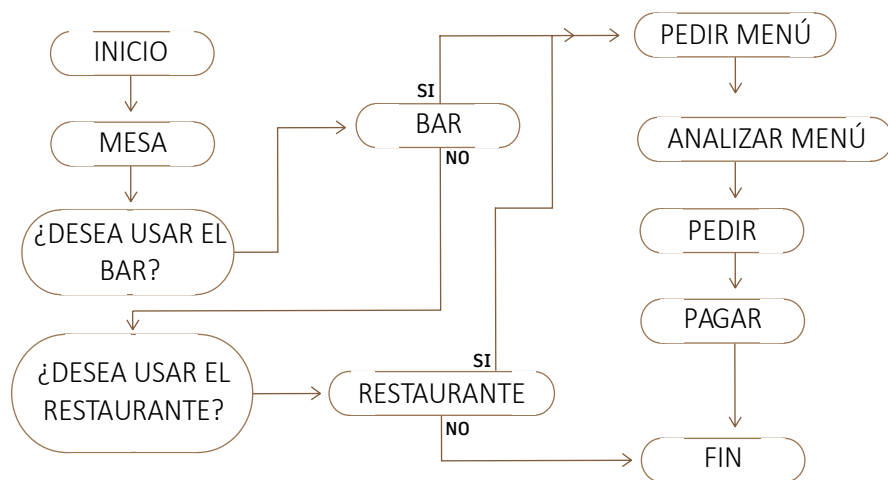 INICIO
MESA
¿DESEA USAR EL
BAR?
SI
BAR
NO
¿DESEA USAR EL
RESTAURANTE?
SI
RESTAURANTE
NO
PEDIR MENÚ
ANALIZAR MENÚ
PEDIR
PAGAR
FIN